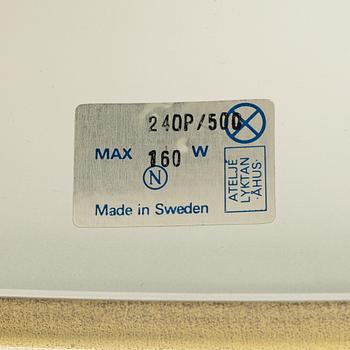 240P/500
MAX 160 W
N
Made in Sweden
ATELJÉ
LYKTAN
·ÅHUS·